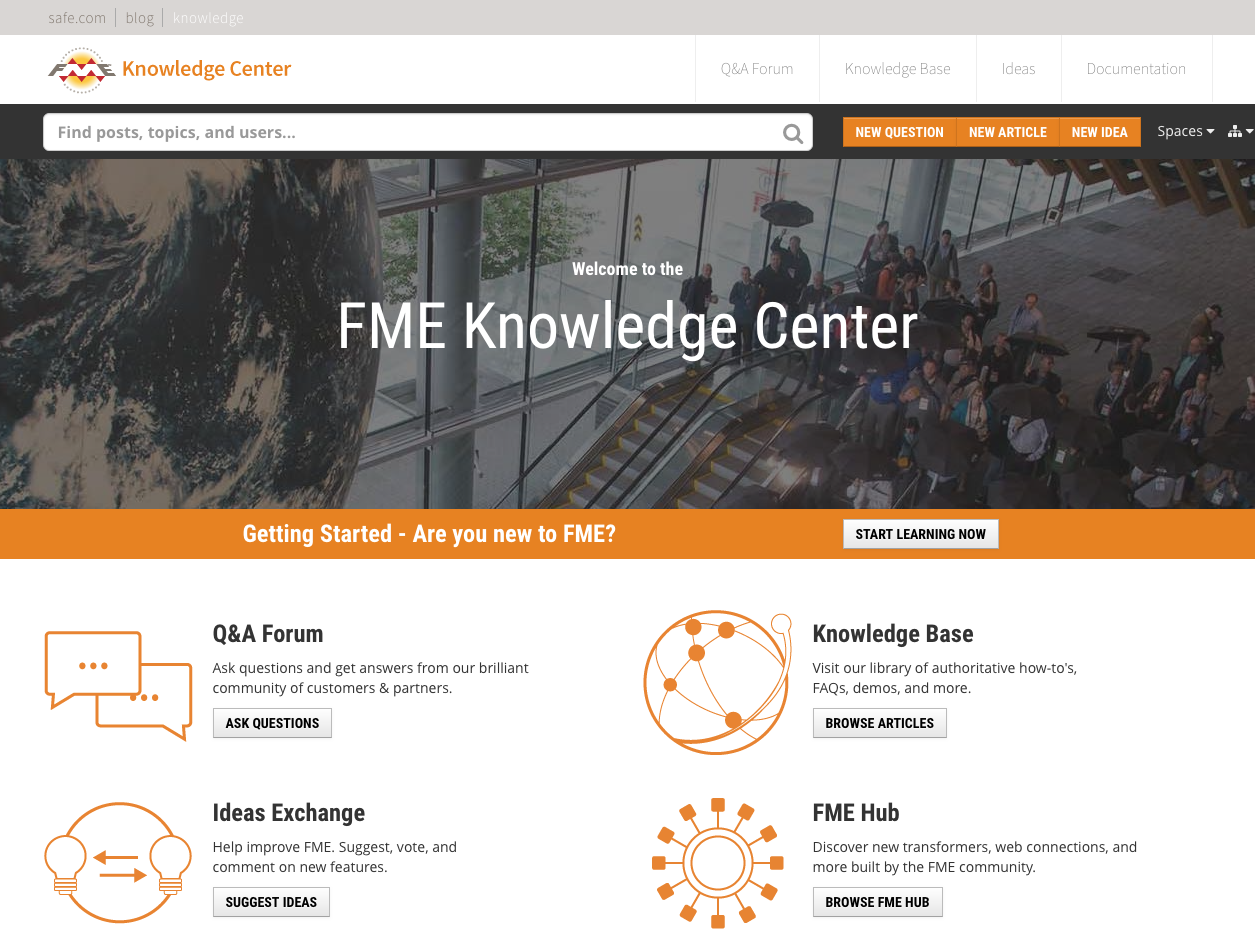 safe.com blog knowledge
Knowledge Center
Q&A Forum Knowledge Base Ideas Documentation
Find posts, topics, and users...
NEW QUESTION NEW ARTICLE NEW IDEA Spaces
Welcome to the
FME Knowledge Center
Getting Started - Are you new to FME?
START LEARNING NOW
Q&A Forum
Ask questions and get answers from our brilliant
community of customers & partners.
ASK QUESTIONS
Knowledge Base
Visit our library of authoritative how-to's,
FAQs, demos, and more.
BROWSE ARTICLES
Ideas Exchange
Help improve FME. Suggest, vote, and
comment on new features.
SUGGEST IDEAS
FME Hub
Discover new transformers, web connections, and
more built by the FME community.
BROWSE FME HUB